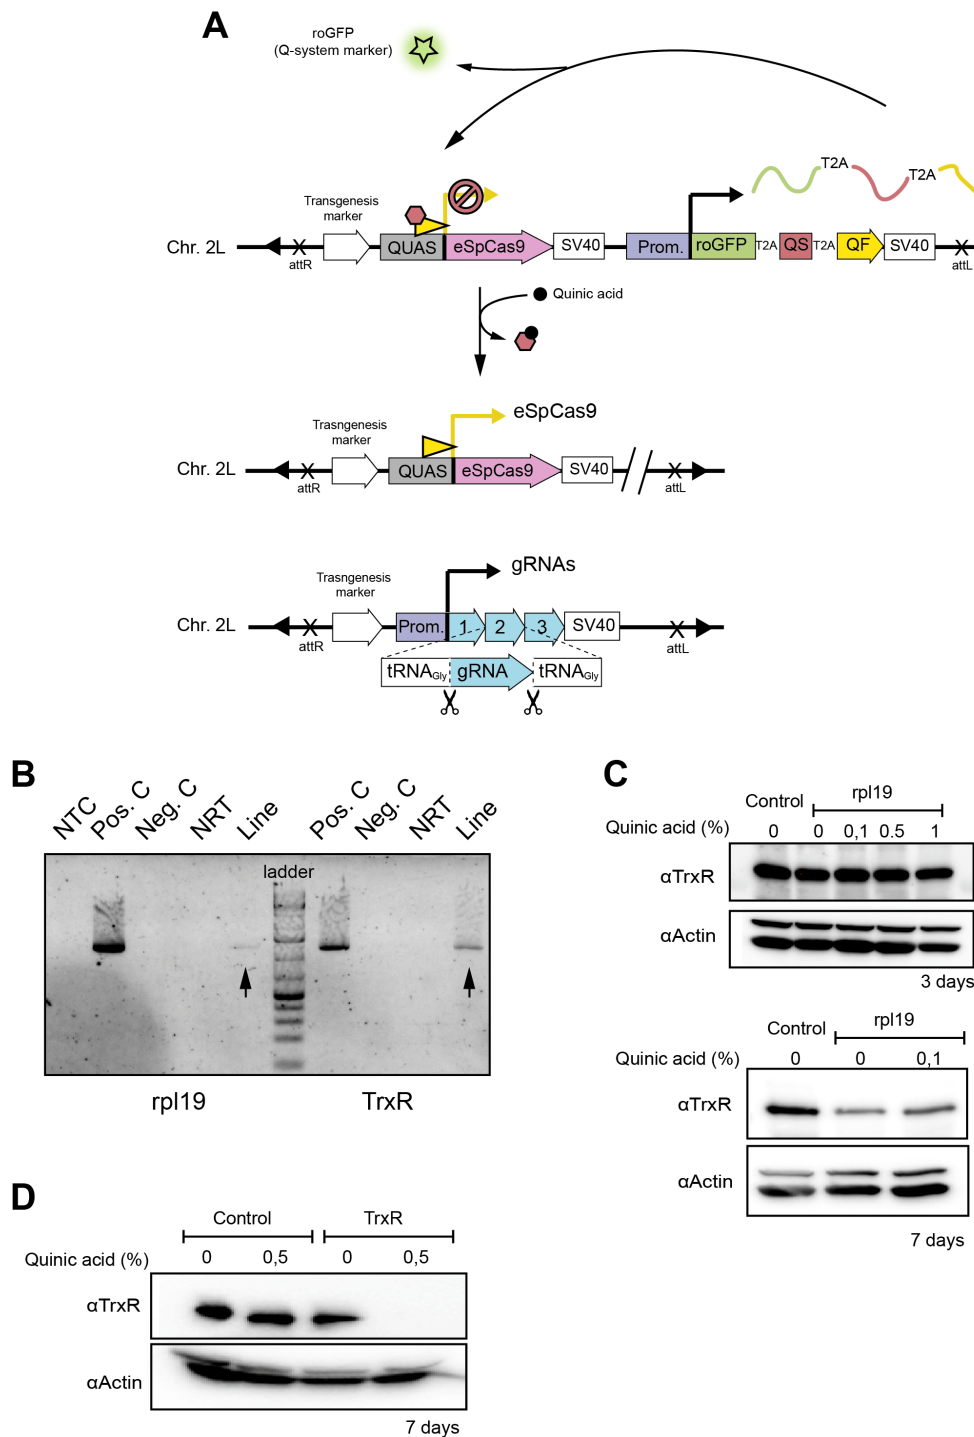 A
roGFP
(Q-system marker)
T2A
T2A
Transgenesis
marker
Chr. 2L
attR
QUAS
eSpCas9
SV40
Prom.
roGFP
T2A
QS
T2A
QF
SV40
attL
Quinic acid
eSpCas9
Trasngenesis
marker
Chr. 2L
attR
QUAS
eSpCas9
SV40
attL
gRNAs
Trasngenesis
marker
Chr. 2L
attR
Prom.
1
2
3
SV40
attL
tRNAGly
gRNA
tRNAGly
B
NTC
Pos. C
Neg. C
NRT
Line
Pos. C
Neg. C
NRT
Line
ladder
rpl19
TrxR
C
Control
rpl19
Quinic acid (%)
0
0
0,1
0.5
1
αTrxR
αActin
3 days
Control
rpl19
Quinic acid (%)
0
0
0,1
αTrxR
αActin
7 days
D
Control
TrxR
Quinic acid (%)
0
0,5
0
0,5
αTrxR
αActin
7 days